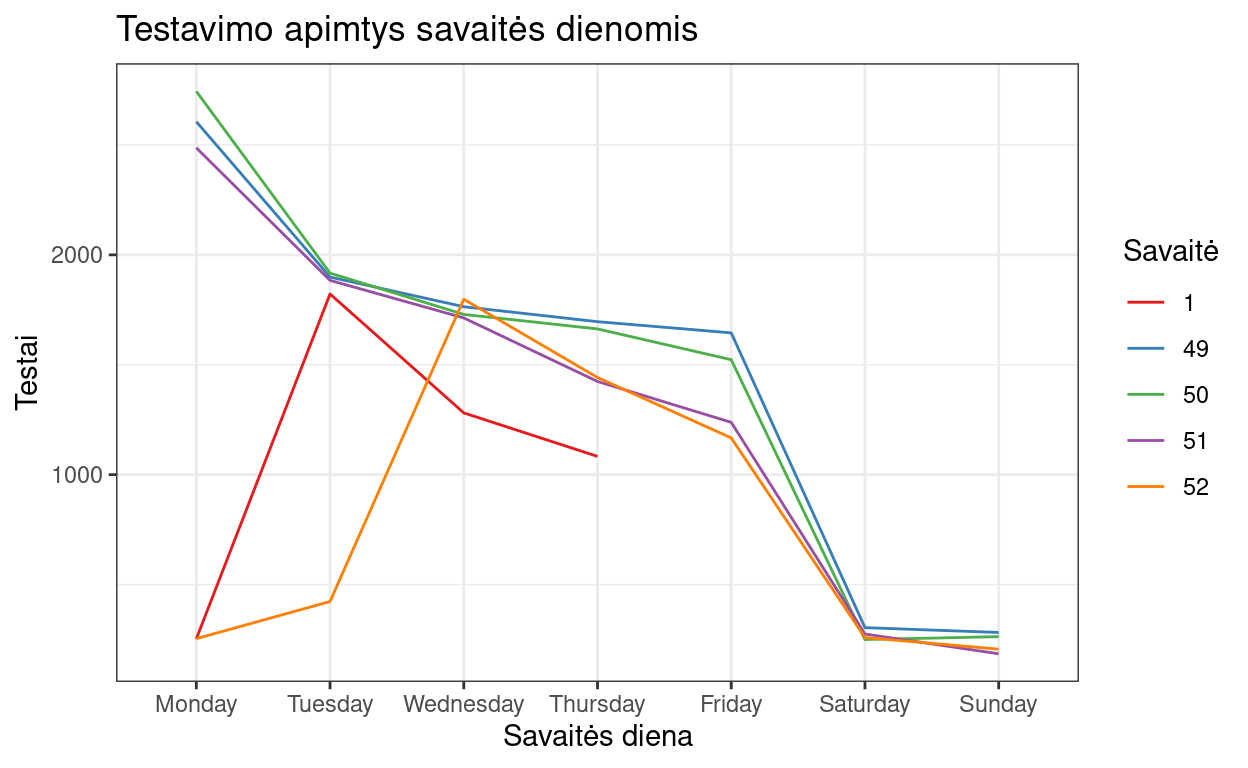 Testavimo apimtys savaitės dienomis
Testai
2000
1000
Monday Tuesday Wednesday Thursday Friday Saturday Sunday
Savaitės diena
Savaitė
1
49
50
51
52